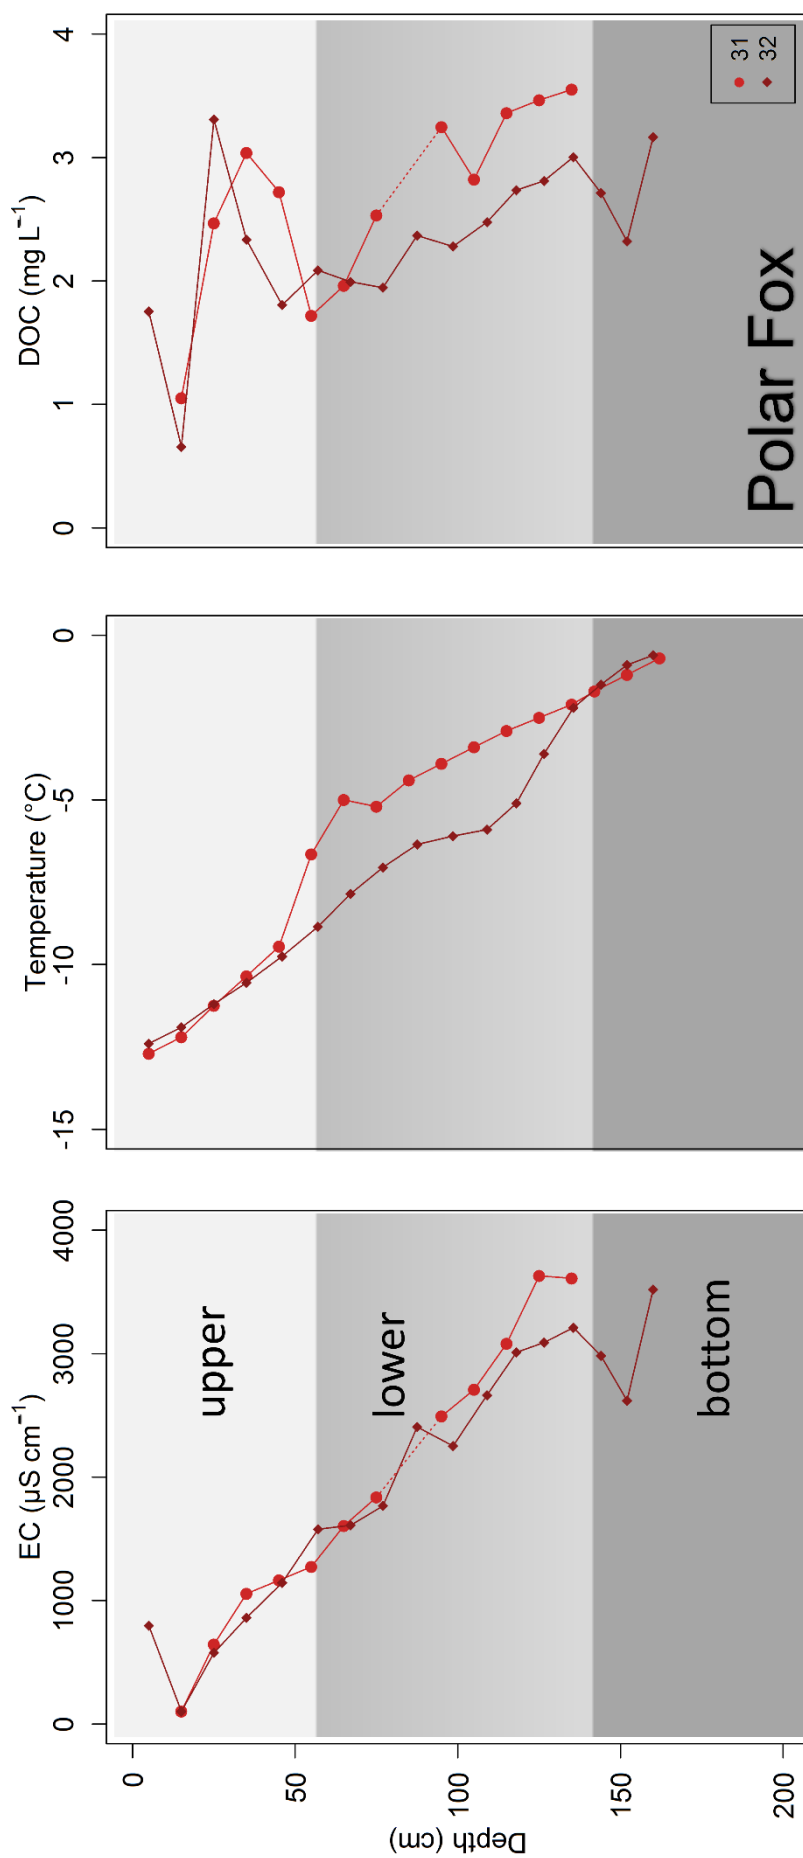 EC (µS cm⁻¹)
0 1000 2000 3000 4000
Temperature (°C)
-15 -10 -5 0
DOC (mg L⁻¹)
0 1 2 3 4
Depth (cm)
0
50
100
150
200
upper
lower
bottom
31
32
Polar Fox